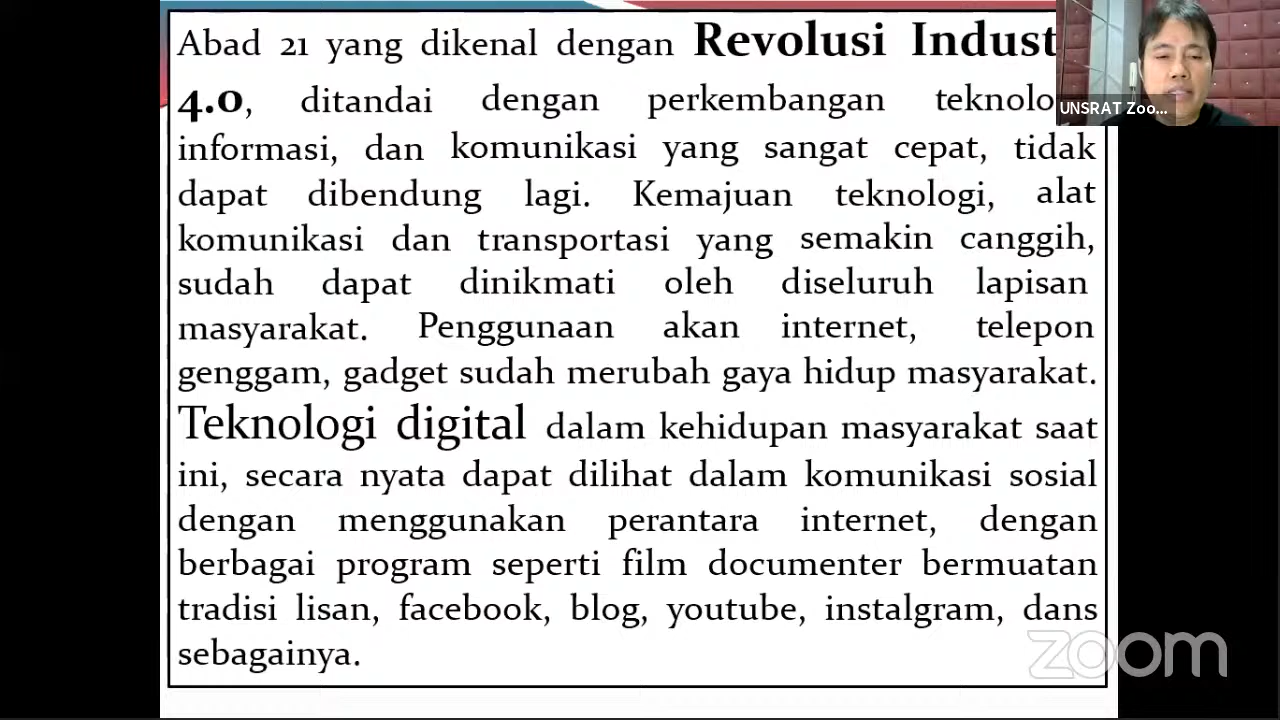 Abad 21 yang dikenal dengan Revolusi Indust
4.0, ditandai dengan perkembangan teknolo
informasi, dan komunikasi yang sangat cepat, tidak
dapat dibendung lagi. Kemajuan teknologi, alat
komunikasi dan transportasi yang semakin canggih,
sudah dapat dinikmati oleh diseluruh lapisan
masyarakat. Penggunaan akan internet, telepon
genggam, gadget sudah merubah gaya hidup masyarakat.
Teknologi digital dalam kehidupan masyarakat saat
ini, secara nyata dapat dilihat dalam komunikasi sosial
dengan menggunakan perantara internet, dengan
berbagai program seperti film documenter bermuatan
tradisi lisan, facebook, blog, youtube, instalgram, dans
sebagainya.
UNSRAT Zoo...
zoom